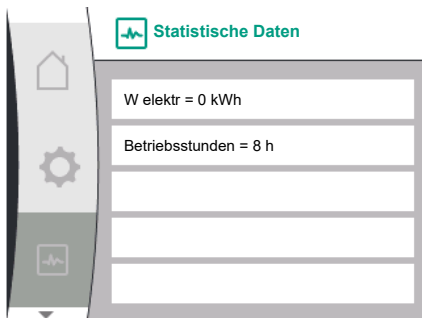 Statistische Daten
W elektr = 0 kWh
Betriebsstunden = 8 h